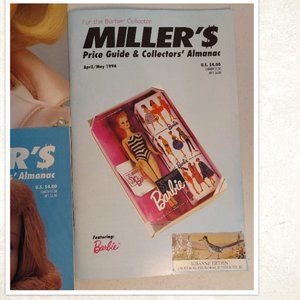 For the Barbie Collector
MILLER'$
Price Guide & Collectors' Almanac
April/May 1994
U.S. $4.00
Barbie
Featuring:
Barbie
R'S
' Almanac
U.S. $4.00